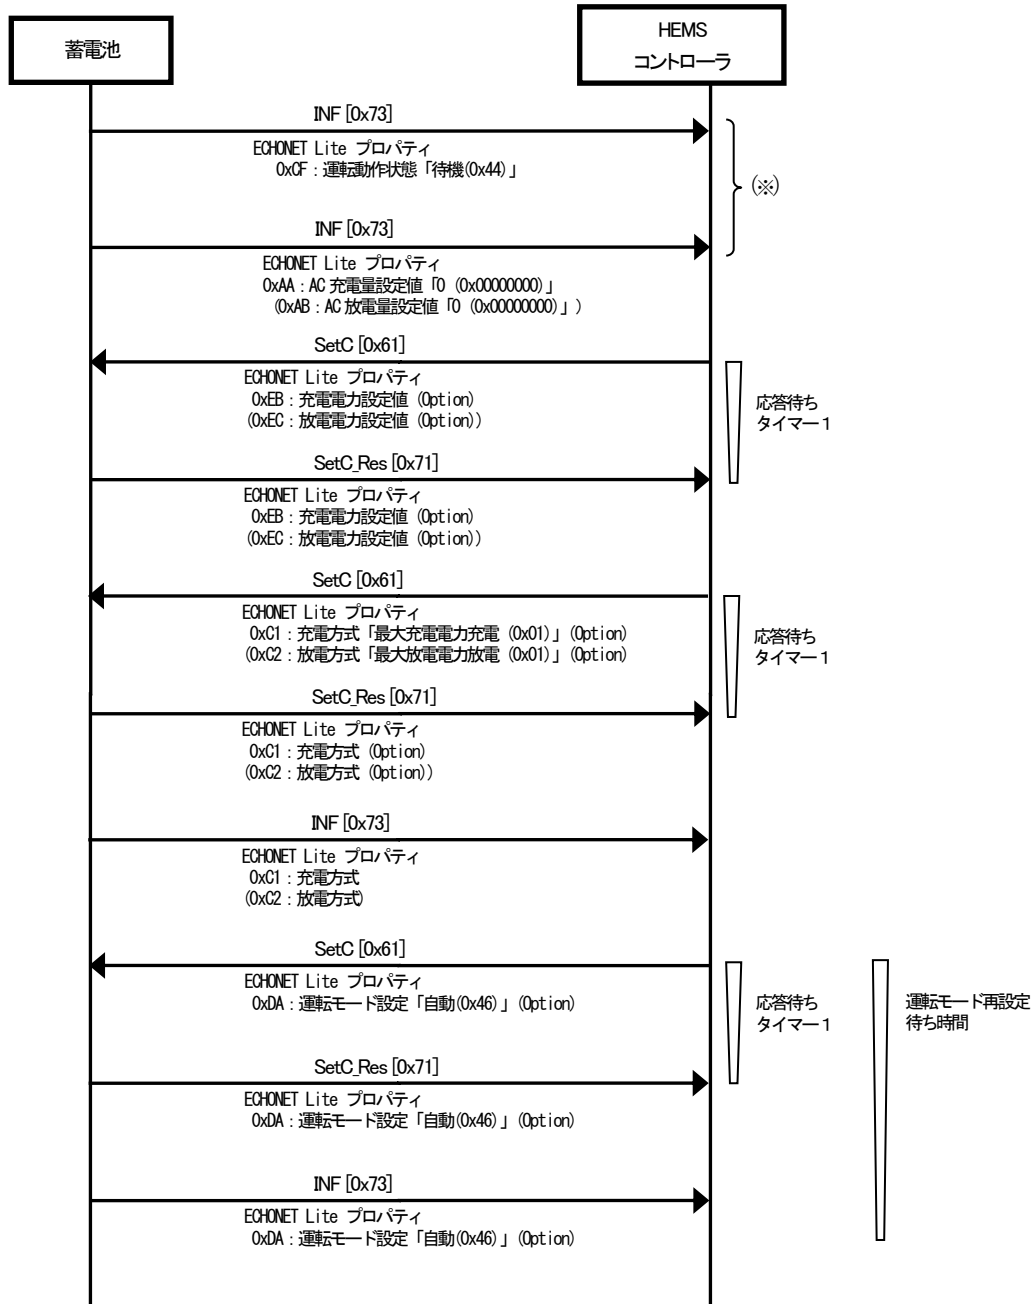 蓄電池
HEMS
コントローラ
INF [0x73]
ECHONET Lite プロパティ
0xCF：運転動作状態「待機(0x44)」
(※)
INF [0x73]
ECHONET Lite プロパティ
0xAA：AC 充電量設定値「0 (0x00000000)」
(0xAB：AC 放電量設定値「0 (0x00000000)」)
SetC [0x61]
ECHONET Lite プロパティ
0xEB：充電電力設定値 (Option)
(0xEC：放電電力設定値 (Option))
応答待ち
タイマー１
SetC_Res [0x71]
ECHONET Lite プロパティ
0xEB：充電電力設定値 (Option)
(0xEC：放電電力設定値 (Option))
SetC [0x61]
ECHONET Lite プロパティ
0xC1：充電方式「最大充電電力充電 (0x01)」(Option)
(0xC2：放電方式「最大放電電力放電 (0x01)」(Option)
応答待ち
タイマー１
SetC_Res [0x71]
ECHONET Lite プロパティ
0xC1：充電方式 (Option)
(0xC2：放電方式 (Option))
INF [0x73]
ECHONET Lite プロパティ
0xC1：充電方式
(0xC2：放電方式)
SetC [0x61]
ECHONET Lite プロパティ
0xDA：運転モード設定「自動(0x46)」(Option)
応答待ち
タイマー１
運転モード再設定
待ち時間
SetC_Res [0x71]
ECHONET Lite プロパティ
0xDA：運転モード設定「自動(0x46)」(Option)
INF [0x73]
ECHONET Lite プロパティ
0xDA：運転モード設定「自動(0x46)」(Option)